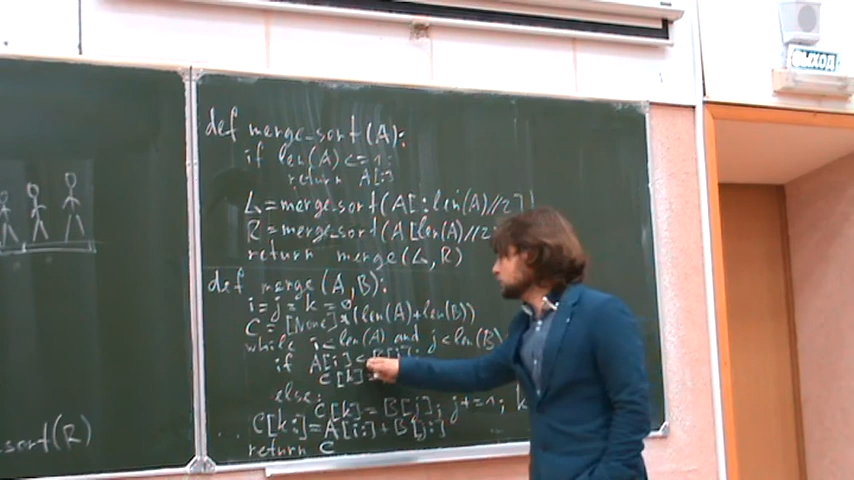 ВЫХОД
def merge_sort(A):
if len(A) <= 1:
return A[:]
L = merge_sort(A[:len(A)//2])
R = merge_sort(A[len(A)//2
return merge(L, R)
def merge(A, B):
i = j = k = 0
C = [None]*(len(A)+len(B))
while i < len(A) and j < len(B)
if A[i] <
C[k]
else:
C[k] = B[j]; j += 1; k
C[k:] = A[i:] + B[j:]
return C
sort(R)